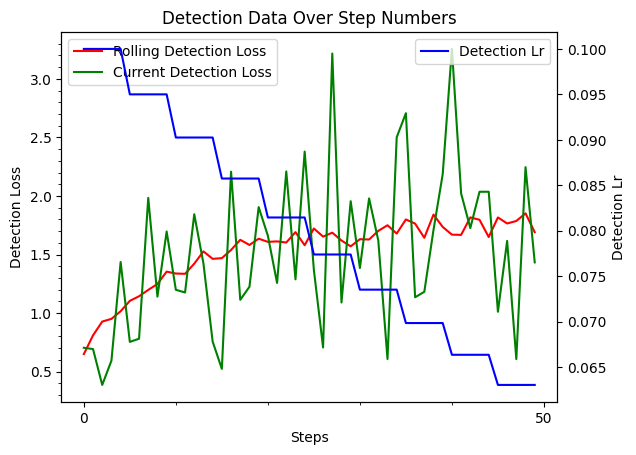 Detection Data Over Step Numbers
Rolling Detection Loss
Current Detection Loss
Detection Lr
3.0
2.5
2.0
1.5
1.0
0.5
Detection Loss
0.100
0.095
0.090
0.085
0.080
0.075
0.070
0.065
Detection Lr
0
50
Steps